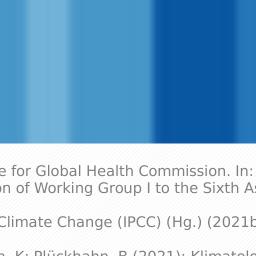 e for Global Health Commission. In:
on of Working Group I to the Sixth As
Climate Change (IPCC) (Hg.) (2021b
K; Plückhahn, B (2021): Klimatolo